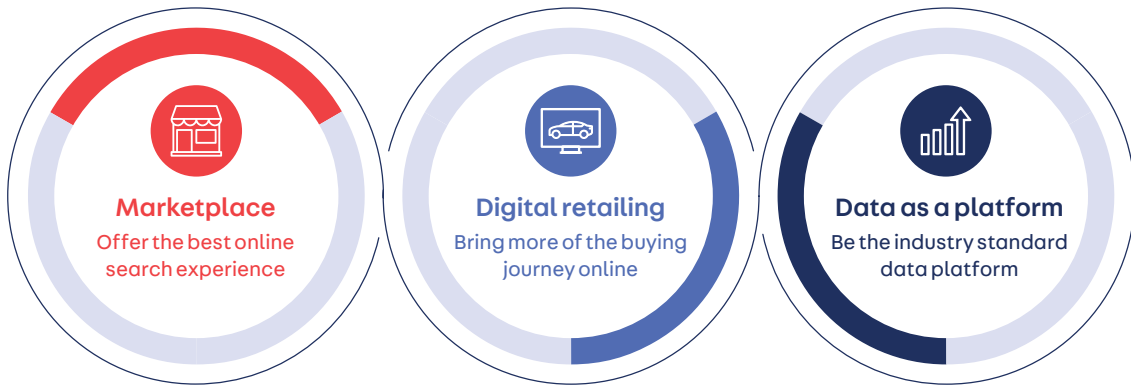 Marketplace
Offer the best online
search experience
Digital retailing
Bring more of the buying
journey online
Data as a platform
Be the industry standard
data platform